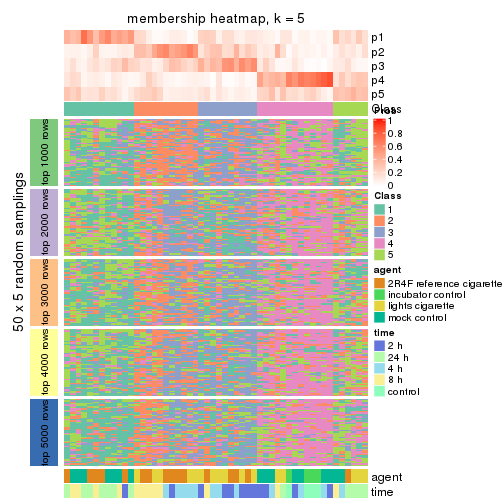 membership heatmap, k = 5
p1
p2
p3
p4
p5
Class
Prob
1
0.8
0.6
0.4
0.2
0
Class
1
2
3
4
5
agent
2R4F reference cigarette
incubator control
lights cigarette
mock control
time
2 h
24 h
4 h
8 h
control
50 x 5 random samplings
top 1000 rows
top 2000 rows
top 3000 rows
top 4000 rows
top 5000 rows
agent
time